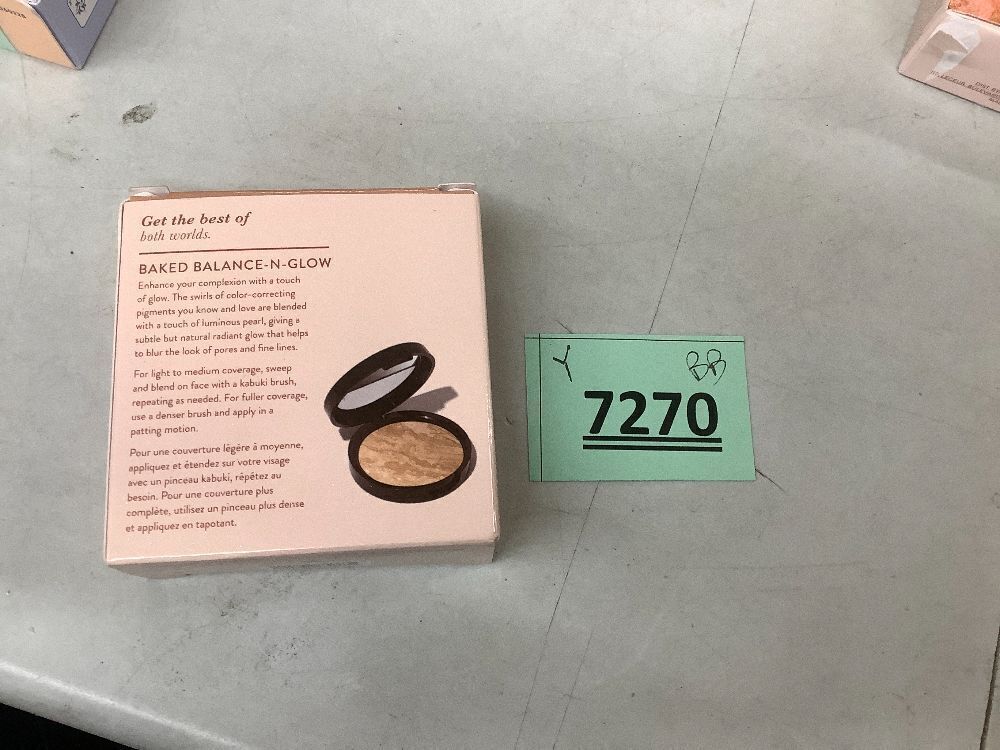 Get the best of
both worlds.
BAKED BALANCE-N-GLOW
Enhance your complexion with a touch
of glow. The swirls of color-correcting
pigments you know and love are blended
with a touch of luminous pearl, giving a
subtle but natural radiant glow that helps
to blur the look of pores and fine lines.
For light to medium coverage, sweep
and blend on face with a kabuki brush,
repeating as needed. For fuller coverage,
use a denser brush and apply in a
patting motion.
Pour une couverture légère à moyenne,
appliquez et étendez sur votre visage
avec un pinceau kabuki, répétez au
besoin. Pour une couverture plus
complète, utilisez un pinceau plus dense
et appliquez en tapotant.
Y BB
7270